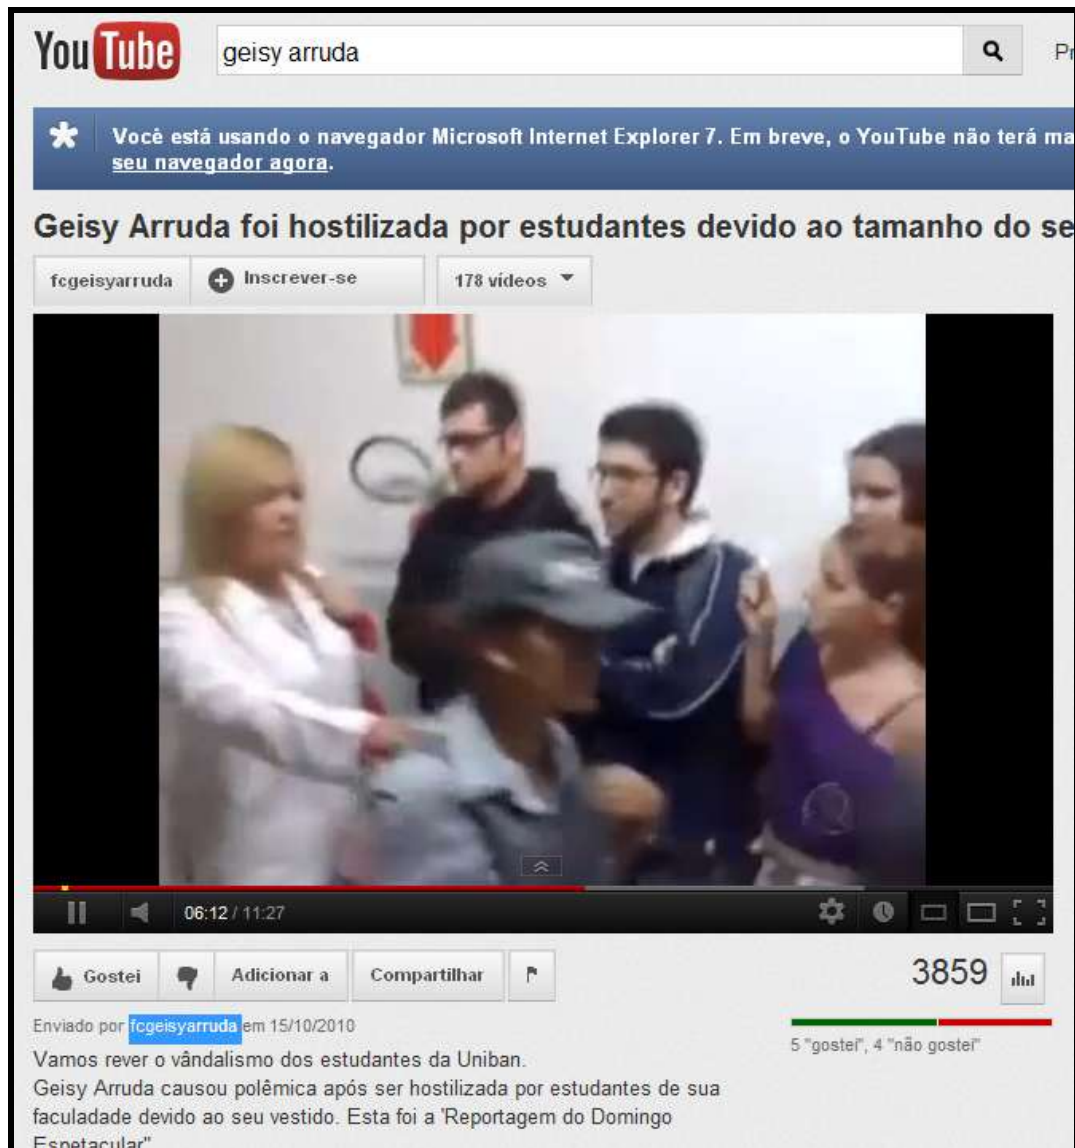 YouTube
geisy arruda
Pr
Você está usando o navegador Microsoft Internet Explorer 7. Em breve, o YouTube não terá ma
seu navegador agora.
Geisy Arruda foi hostilizada por estudantes devido ao tamanho do se
fcgeisyarruda Inscrever-se 178 vídeos
06:12 / 11:27
Gostei Adicionar a Compartilhar 3859
Enviado por fcgeisyarruda em 15/10/2010
5 "gostei", 4 "não gostei"
Vamos rever o vândalismo dos estudantes da Uniban.
Geisy Arruda causou polêmica após ser hostilizada por estudantes de sua
faculadade devido ao seu vestido. Esta foi a 'Reportagem do Domingo
Espetacular"